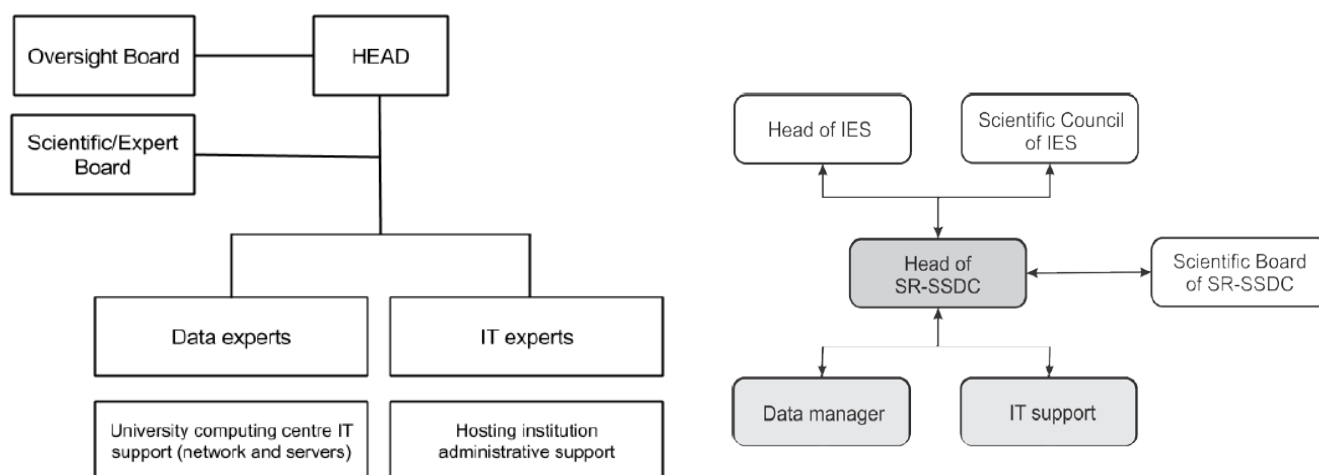 Oversight Board
HEAD
Scientific/Expert
Board
Data experts
IT experts
University computing centre IT
support (network and servers)
Hosting institution
administrative support
Head of IES
Scientific Council
of IES
Head of
SR-SSDC
Scientific Board
of SR-SSDC
Data manager
IT support